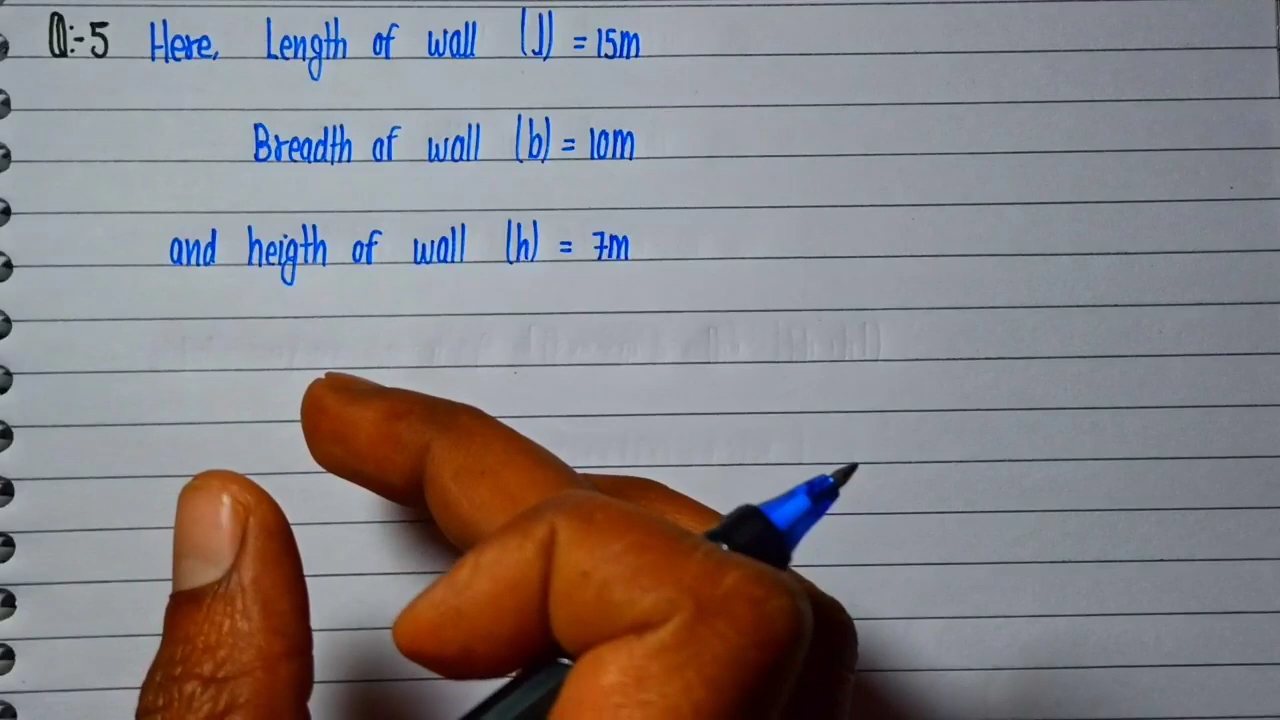 Q:-5 Here, Length of wall (l) = 15m
Breadth of wall (b) = 10m
and heigth of wall (h) = 7m